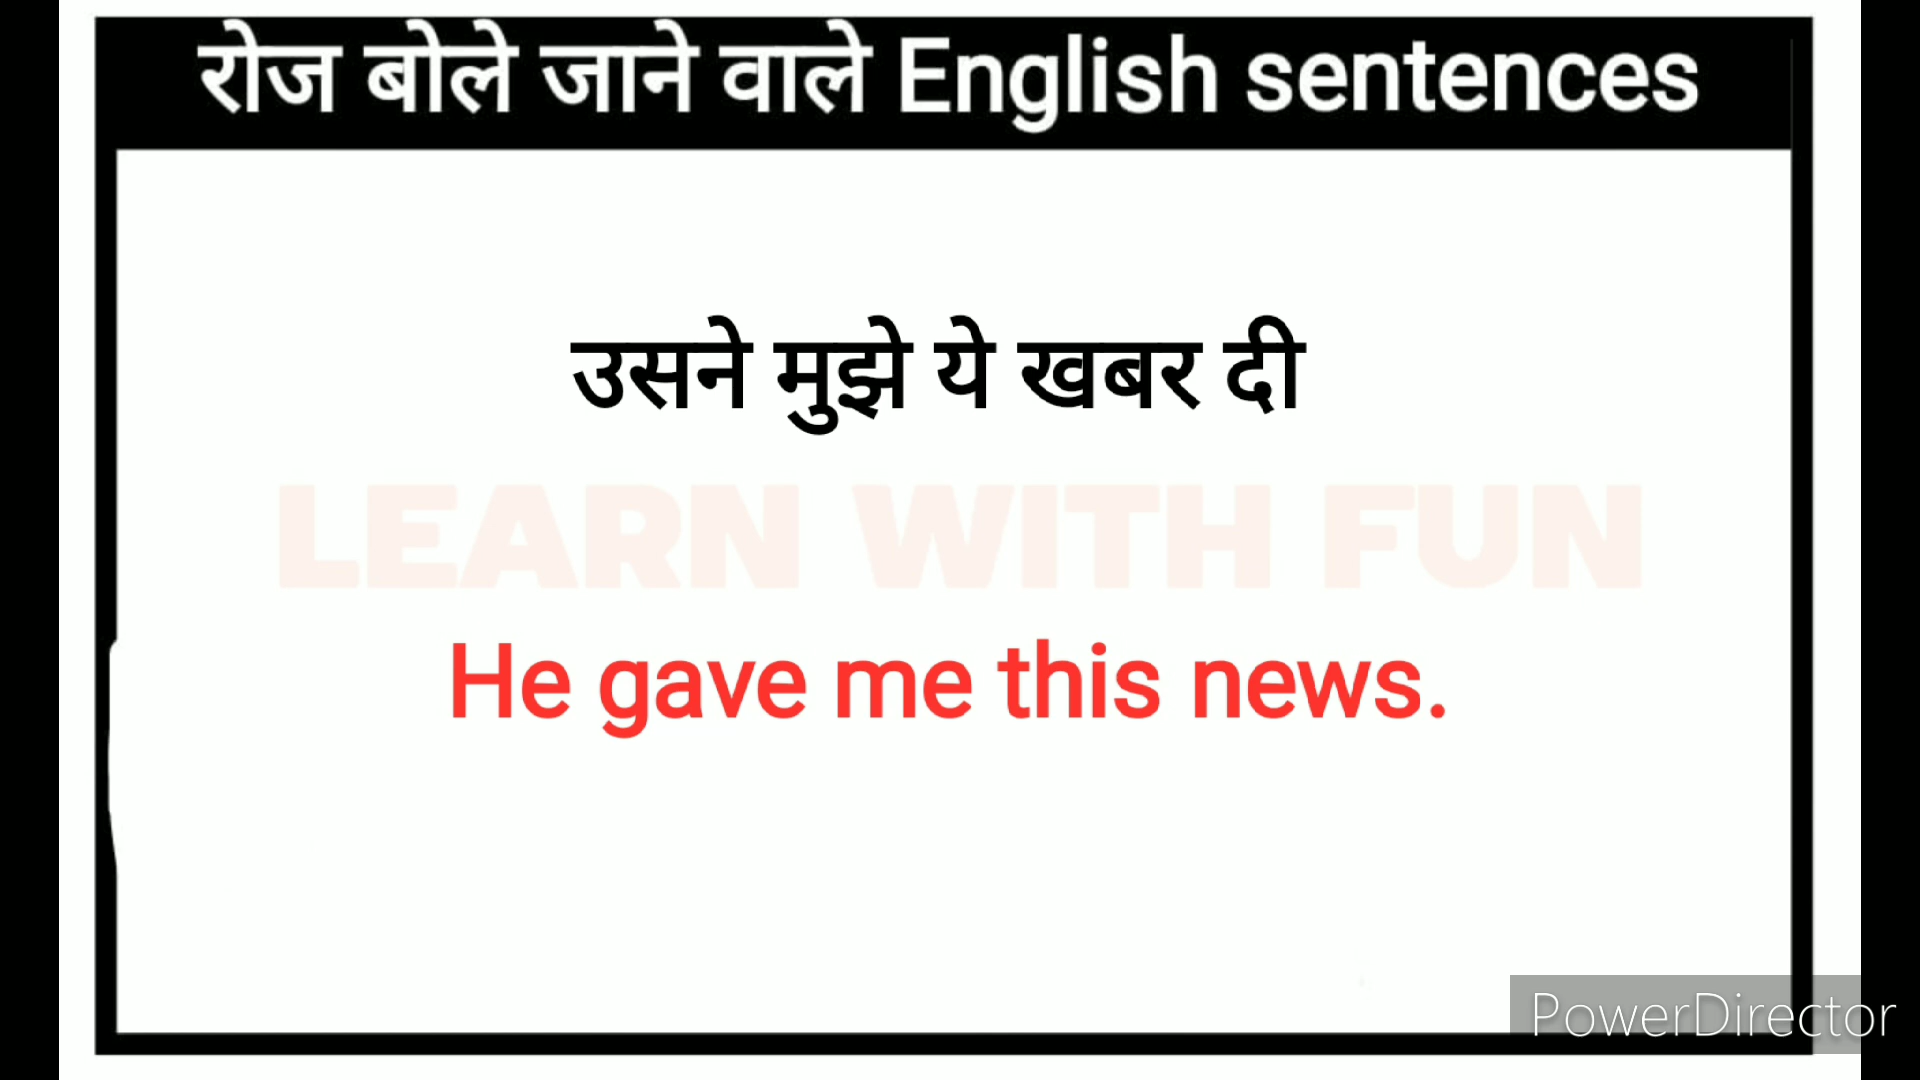 रोज बोले जाने वाले English sentences
उसने मुझे ये खबर दी
LEARN WITH FUN
He gave me this news.
PowerDirector